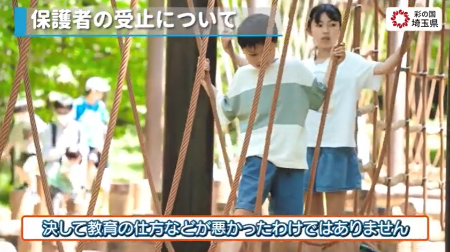 保護者の受止について
彩の国
埼玉県
決して教育の仕方などが悪かったわけではありません